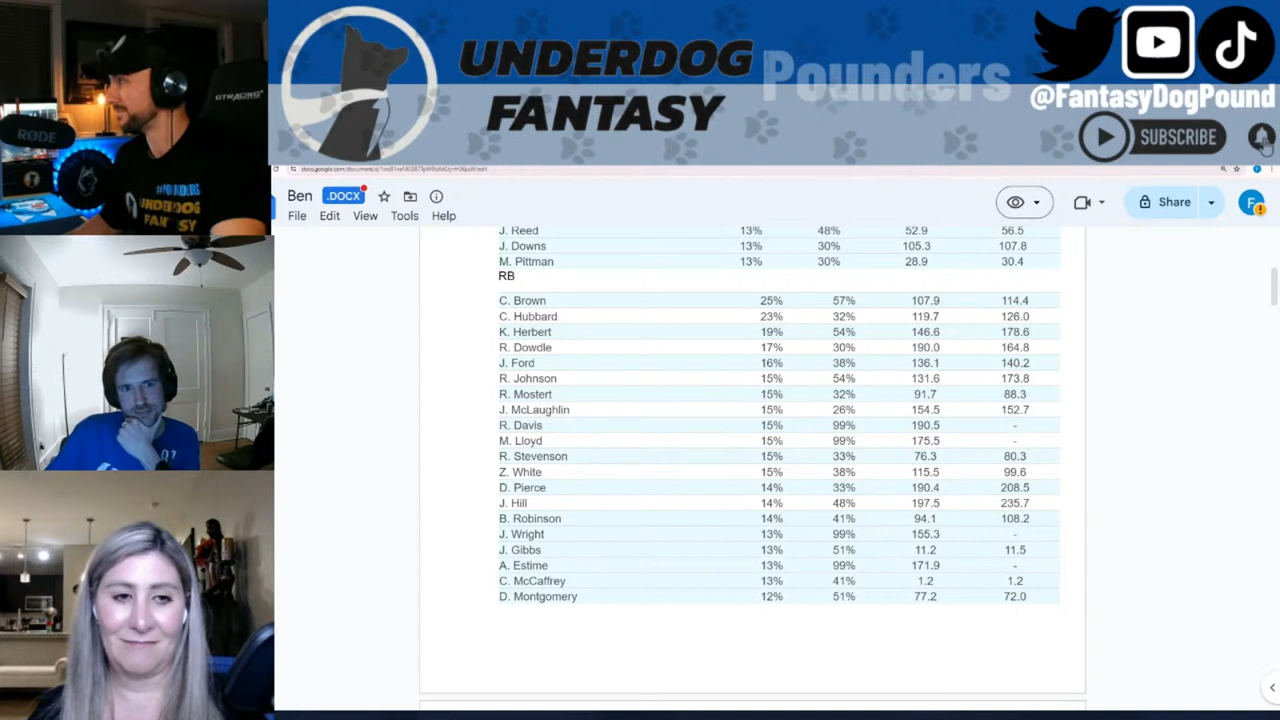 UNDERDOG
FANTASY
Pounders
@FantasyDogPound
SUBSCRIBE
GTRACING
RØDE
#POUNDERS
UNDERDOG
FANTASY
Ben .DOCX
File Edit View Tools Help
Share
F
J. Reed 13% 48% 52.9 56.5
J. Downs 13% 30% 105.3 107.8
M. Pittman 13% 30% 28.9 30.4
RB
C. Brown 25% 57% 107.9 114.4
C. Hubbard 23% 32% 119.7 126.0
K. Herbert 19% 54% 146.6 178.6
R. Dowdle 17% 30% 190.0 164.8
J. Ford 16% 38% 136.1 140.2
R. Johnson 15% 54% 131.6 173.8
R. Mostert 15% 32% 91.7 88.3
J. McLaughlin 15% 26% 154.5 152.7
R. Davis 15% 99% 190.5 -
M. Lloyd 15% 99% 175.5 -
R. Stevenson 15% 33% 76.3 80.3
Z. White 15% 38% 115.5 99.6
D. Pierce 14% 33% 190.4 208.5
J. Hill 14% 48% 197.5 235.7
B. Robinson 14% 41% 94.1 108.2
J. Wright 13% 99% 155.3 -
J. Gibbs 13% 51% 11.2 11.5
A. Estime 13% 99% 171.9 -
C. McCaffrey 13% 41% 1.2 1.2
D. Montgomery 12% 51% 77.2 72.0